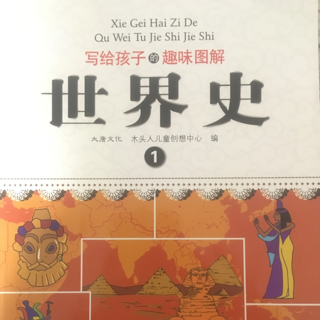 Xie Gei Hai Zi De
Qu Wei Tu Jie Shi Jie Shi
写给孩子的趣味图解
世界史
大唐文化 木头人儿童创想中心 编
1